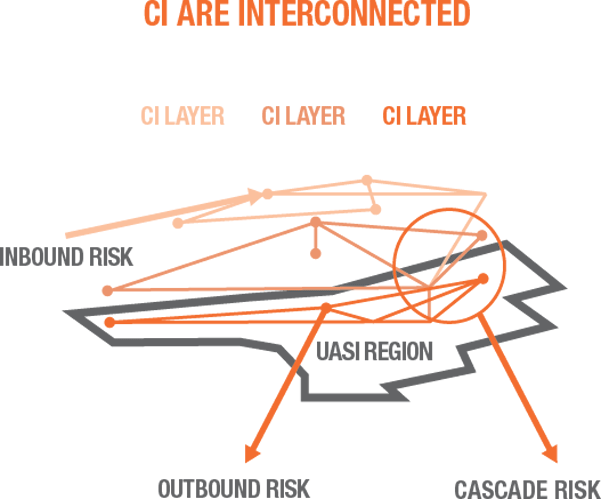 CI ARE INTERCONNECTED
CI LAYER CI LAYER CI LAYER
INBOUND RISK
UASI REGION
OUTBOUND RISK
CASCADE RISK